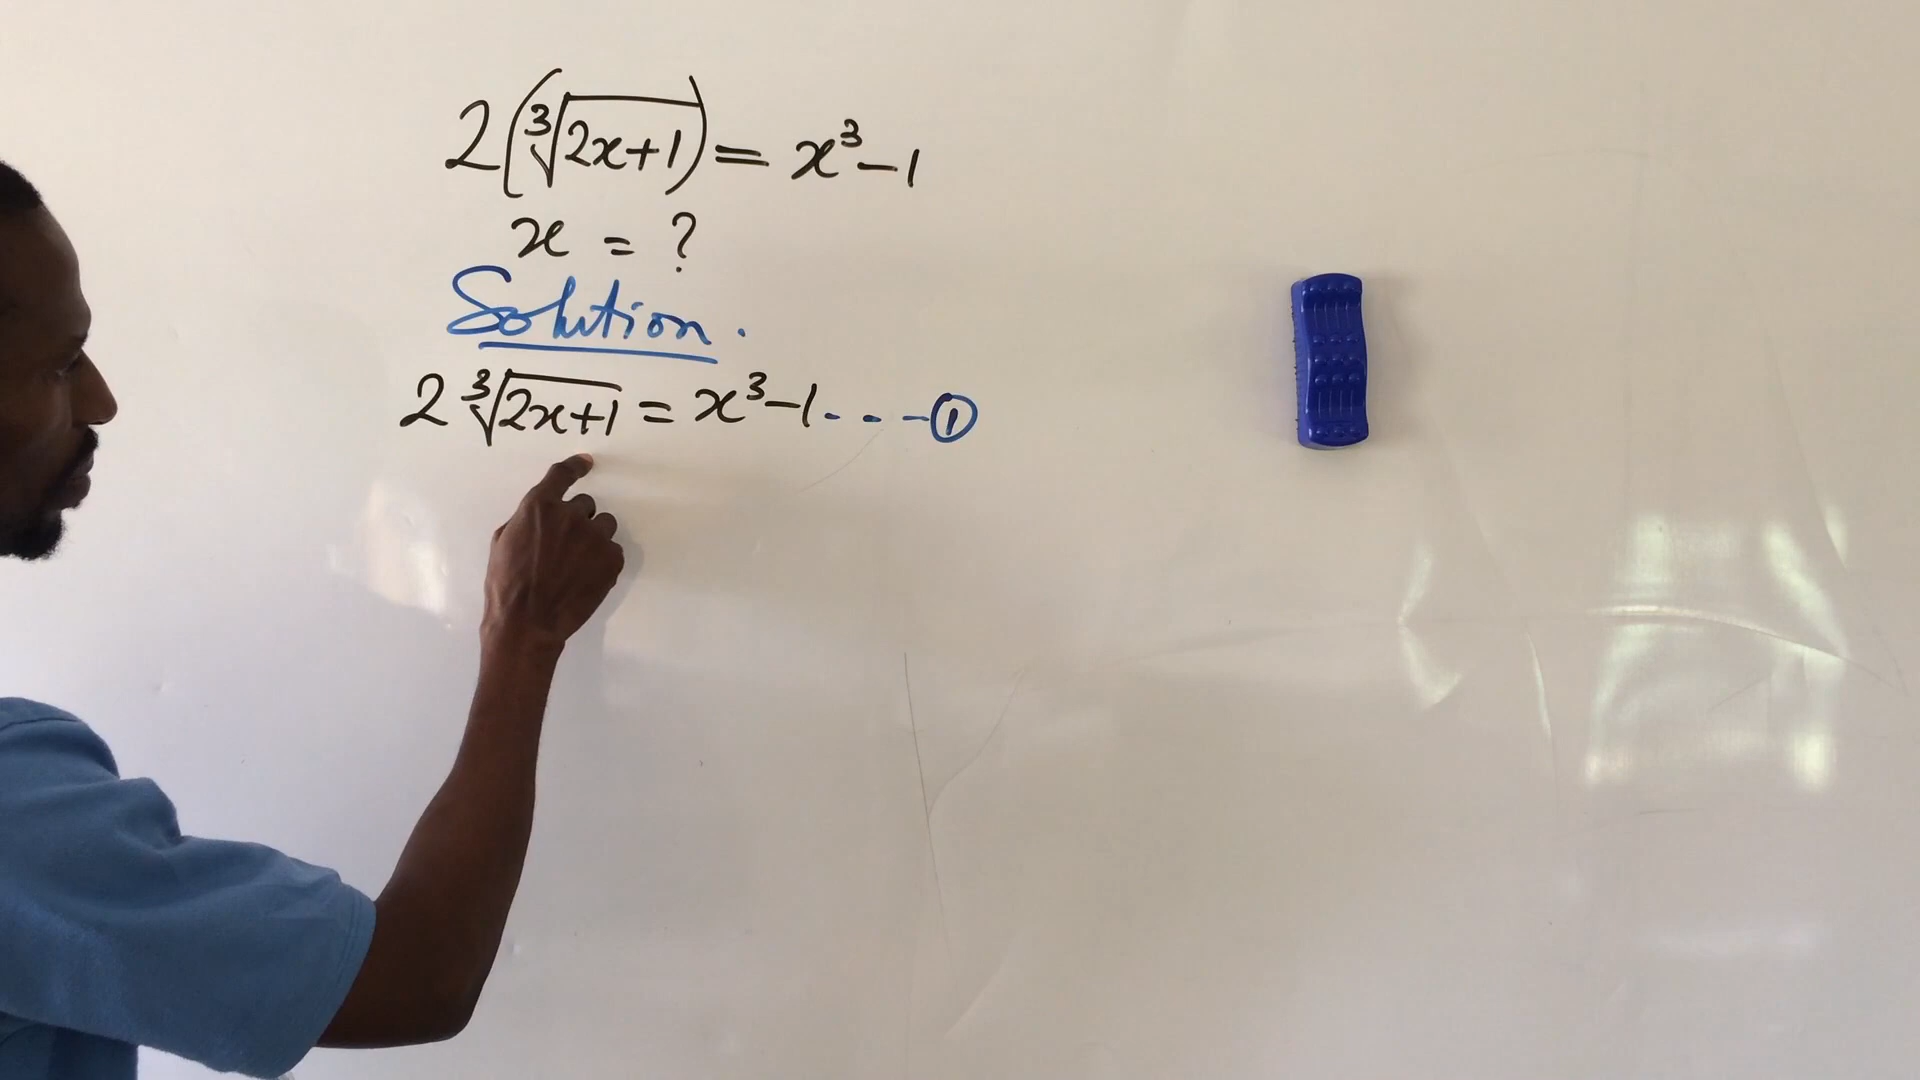 2(∛(2x+1)) = x³-1
x = ?
Solution.
2 ∛(2x+1) = x³-1 - - - ①